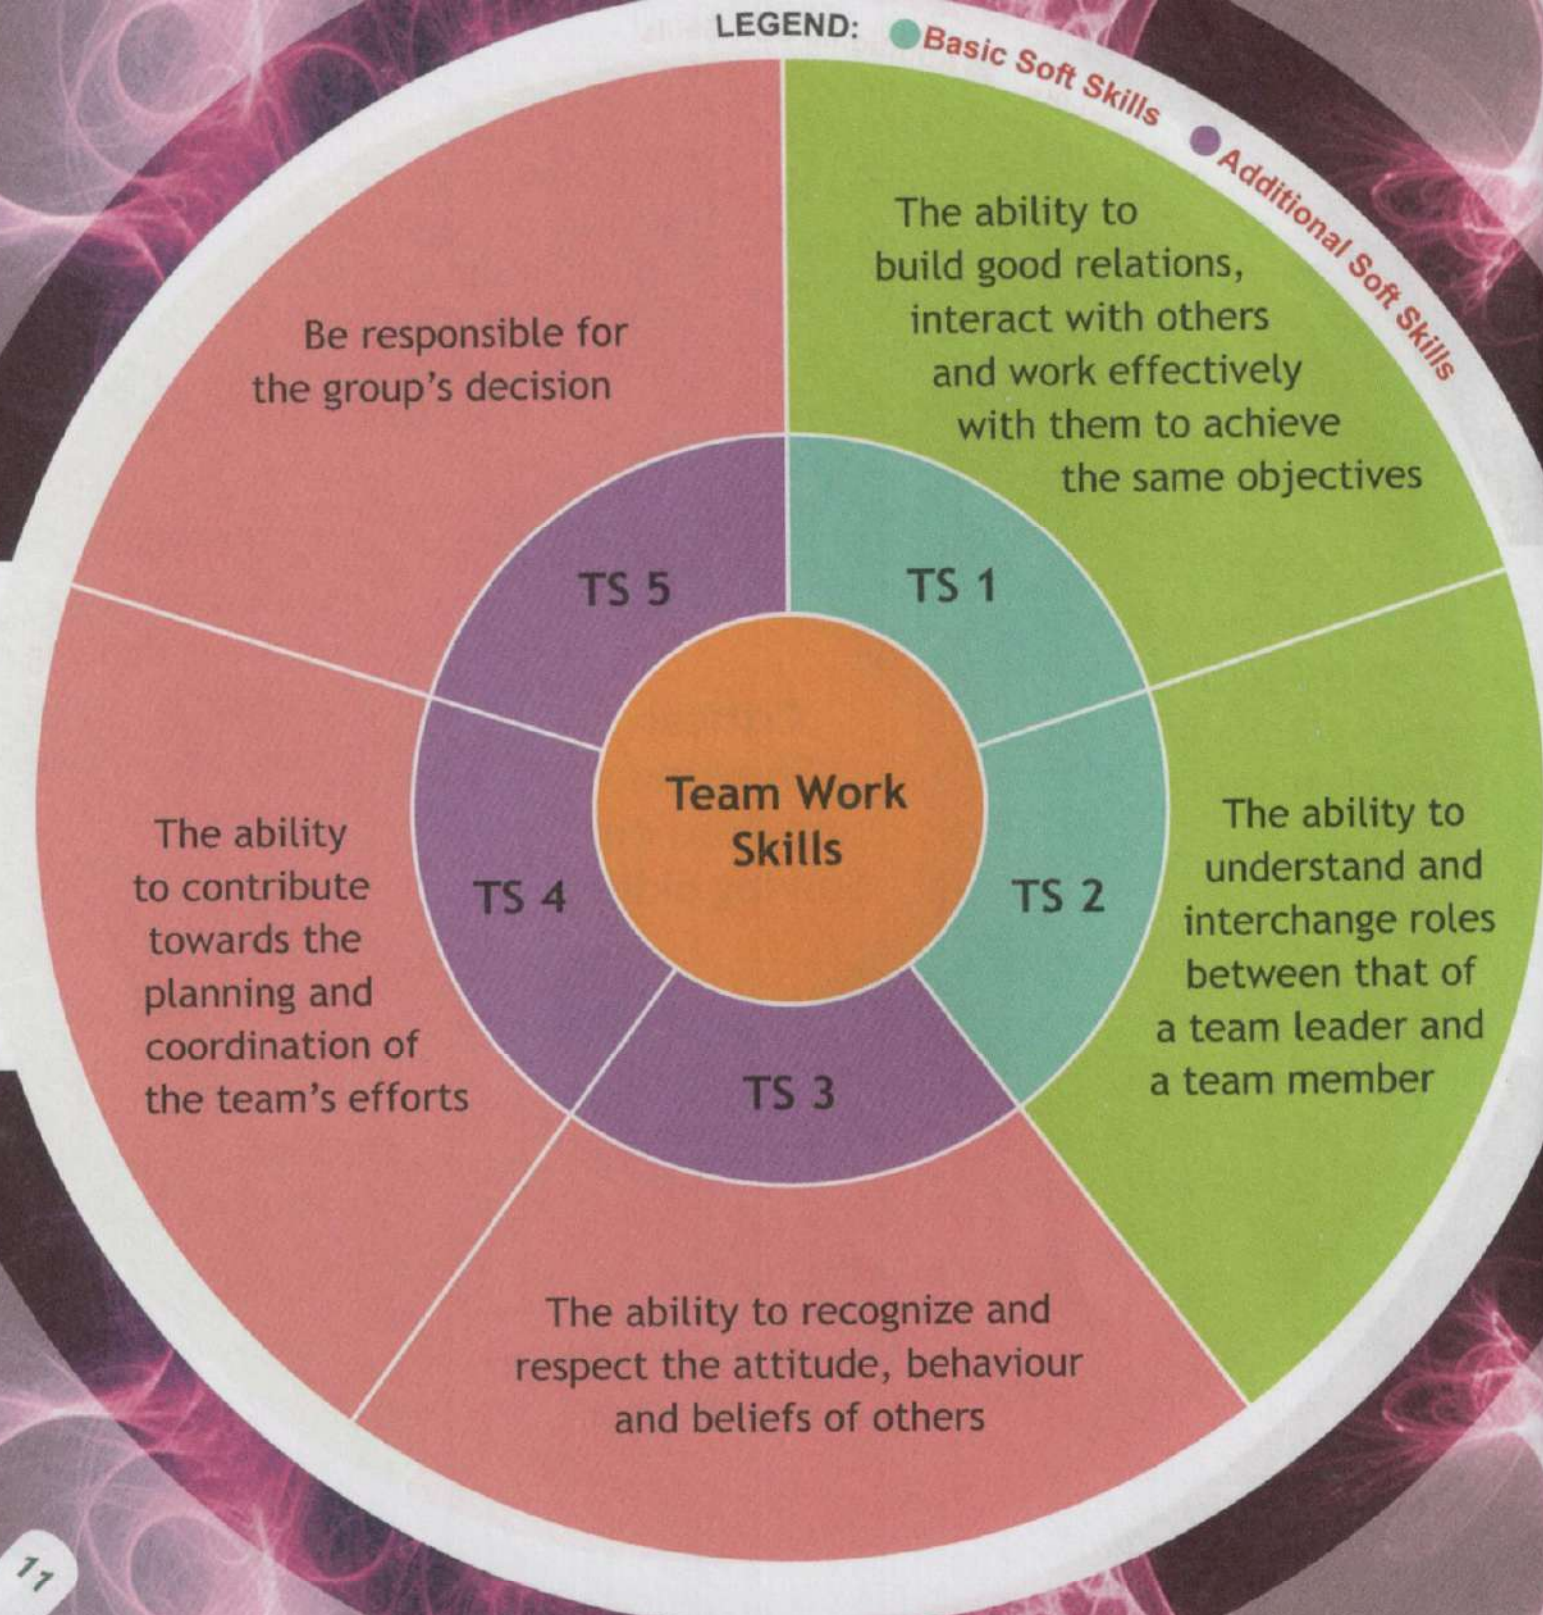 LEGEND: Basic Soft Skills Additional Soft Skills
The ability to
build good relations,
interact with others
and work effectively
with them to achieve
the same objectives
TS 1
The ability to
understand and
interchange roles
between that of
a team leader and
a team member
TS 2
The ability to recognize and
respect the attitude, behaviour
and beliefs of others
TS 3
The ability
to contribute
towards the
planning and
coordination of
the team's efforts
TS 4
Be responsible for
the group's decision
TS 5
Team Work
Skills
11